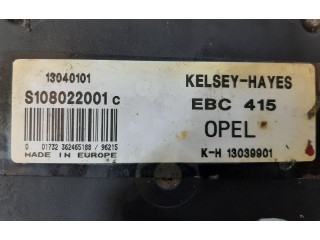 13040101
KELSEY-HAYES
S108022001 C
EBC 415
OPEL
0 01732 362465188 / 96215
MADE IN EUROPE
K-H 13039901